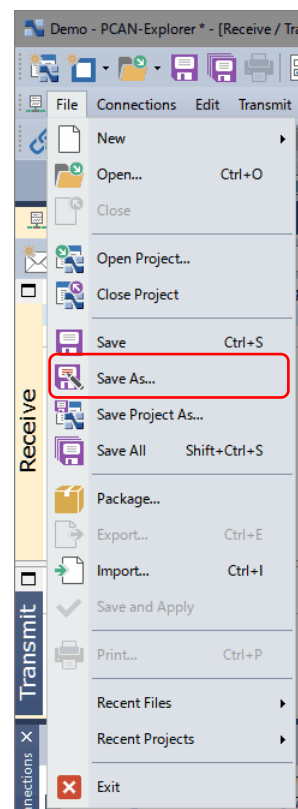 Demo - PCAN-Explorer * - [Receive / Tra
File Connections Edit Transmit
New
Open... Ctrl+O
Close
Open Project...
Close Project
Save Ctrl+S
Save As...
Save Project As...
Save All Shift+Ctrl+S
Package...
Export... Ctrl+E
Import... Ctrl+I
Save and Apply
Print... Ctrl+P
Recent Files
Recent Projects
Exit
Receive
Transmit
nnections